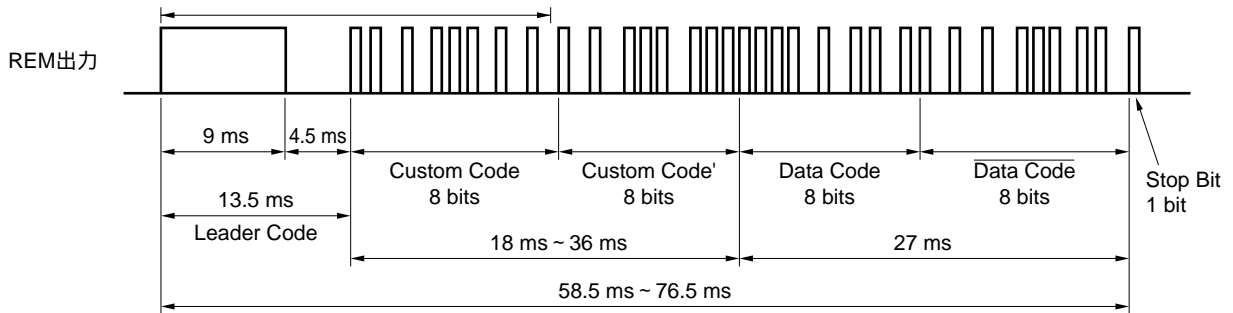 REM出力
9 ms
4.5 ms
Custom Code
8 bits
Custom Code'
8 bits
Data Code
8 bits
Data Code
8 bits
Stop Bit
1 bit
13.5 ms
Leader Code
18 ms ~ 36 ms
27 ms
58.5 ms ~ 76.5 ms